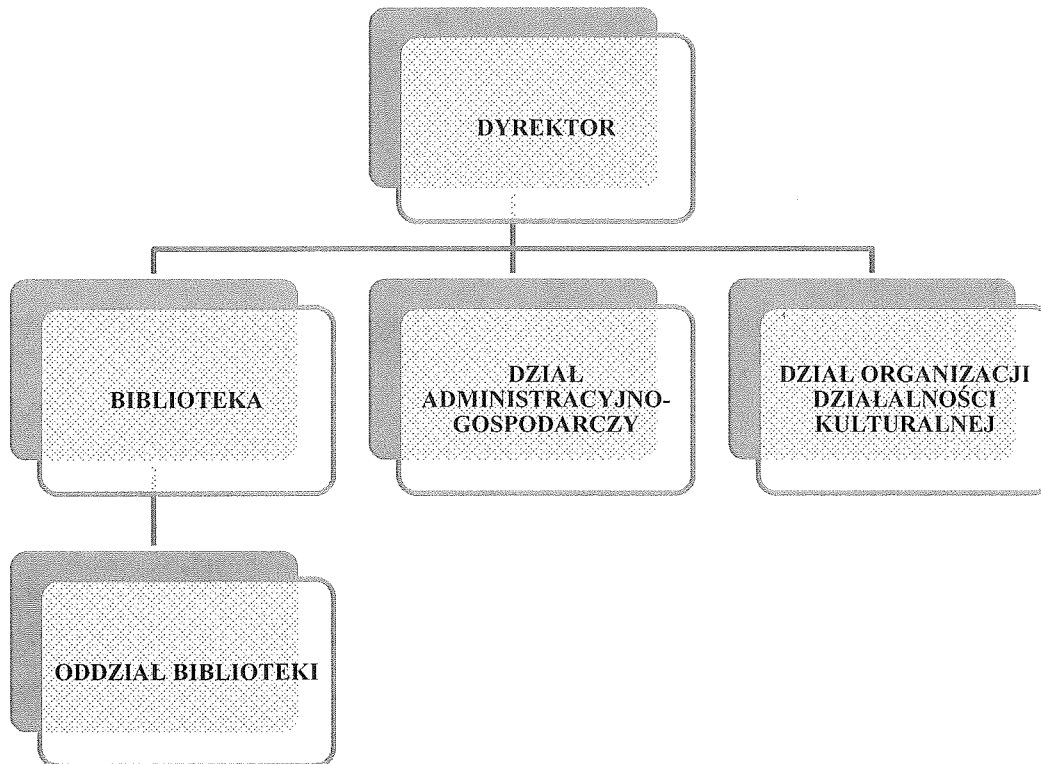 DYREKTOR
BIBLIOTEKA
DZIAŁ
ADMINISTRACYJNO-
GOSPODARCZY
DZIAŁ ORGANIZACJI
DZIAŁALNOŚCI
KULTURALNEJ
ODDZIAŁ BIBLIOTEKI